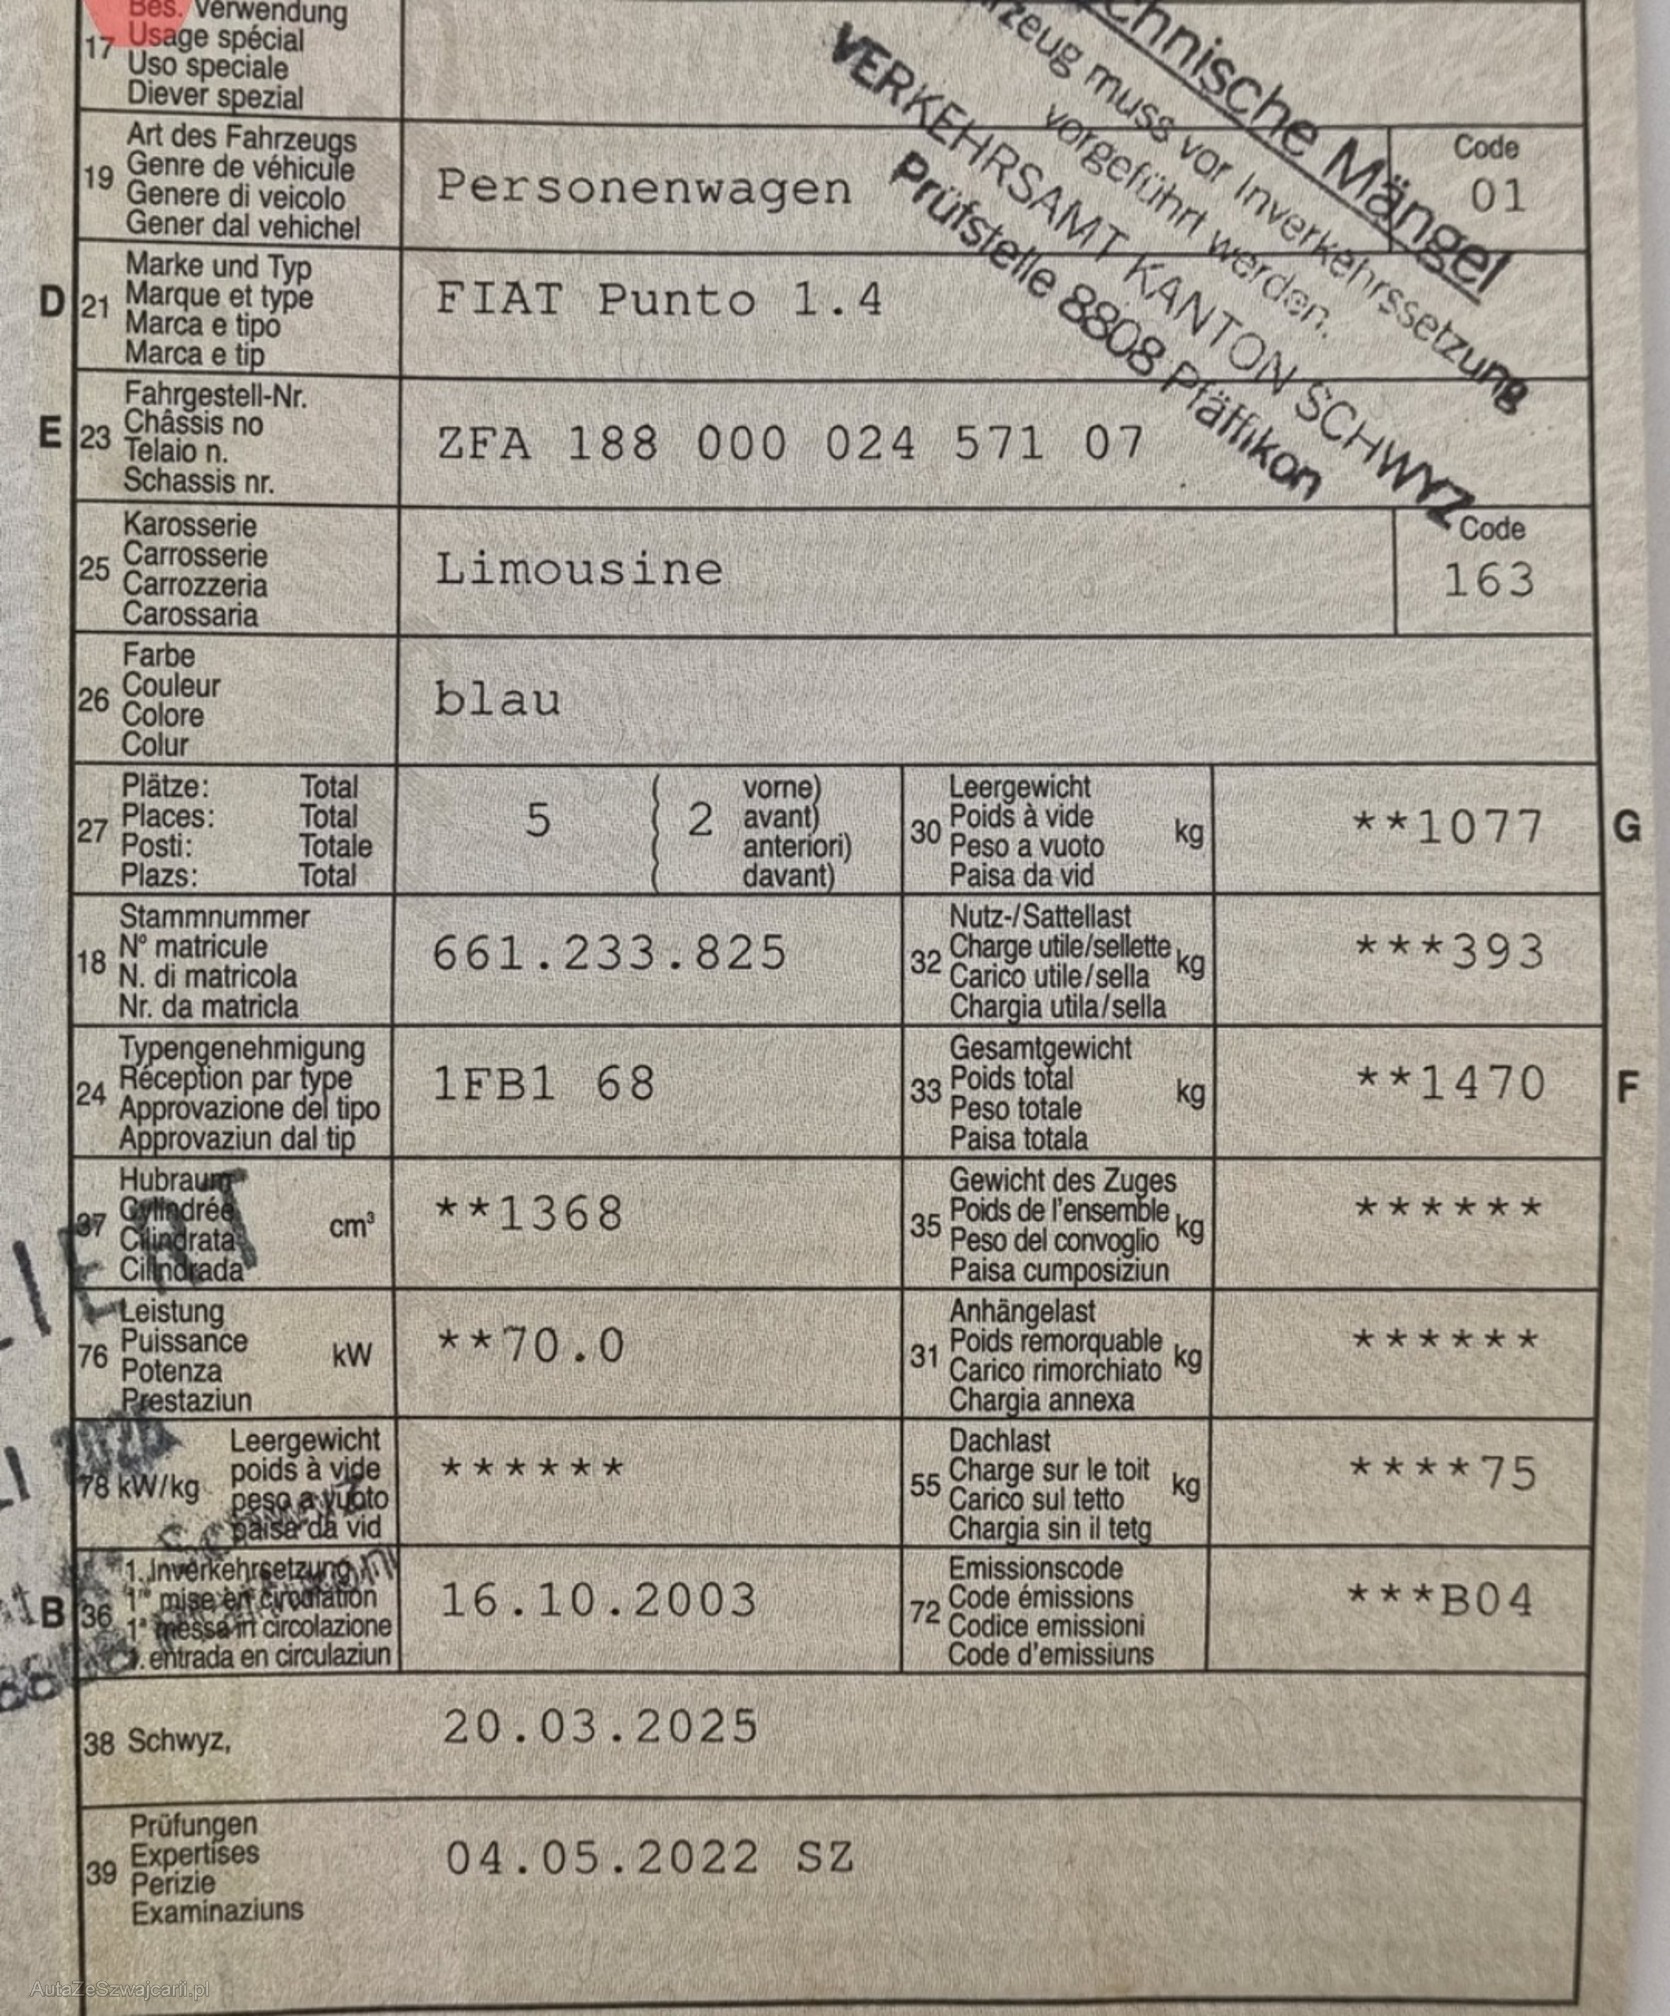 17
Bes. Verwendung
Usage spécial
Uso speciale
Diever spezial
19
Art des Fahrzeugs
Genre de véhicule
Genere di veicolo
Gener dal vehichel
Personenwagen
Code
01
D
21
Marke und Typ
Marque et type
Marca e tipo
Marca e tip
FIAT Punto 1.4
E
23
Fahrgestell-Nr.
Châssis no
Telaio n.
Schassis nr.
ZFA 188 000 024 571 07
chnische Mängel
rzeug muss vor Inverkehrssetzung
vorgeführt werden.
VERKEHRSAMT KANTON SCHWYZ
Prüfstelle 8808 Pfäffikon
25
Karosserie
Carrosserie
Carrozzeria
Carossaria
Limousine
Code
163
26
Farbe
Couleur
Colore
Colur
blau
27
Plätze: Total
Places: Total
Posti: Totale
Plazs: Total
5 ( 2
vorne)
avant)
anteriori)
davant)
30
Leergewicht
Poids à vide
Peso a vuoto
Paisa da vid
kg
**1077
G
18
Stammnummer
N° matricule
N. di matricola
Nr. da matricla
661.233.825
32
Nutz-/Sattellast
Charge utile/sellette
Carico utile/sella
Chargia utila/sella
kg
***393
24
Typengenehmigung
Réception par type
Approvazione del tipo
Approvaziun dal tip
1FB1 68
33
Gesamtgewicht
Poids total
Peso totale
Paisa totala
kg
**1470
F
37
Hubraum
Cylindrée
Cilindrata
Cilindrada
cm³
**1368
35
Gewicht des Zuges
Poids de l'ensemble
Peso del convoglio
Paisa cumposiziun
kg
******
IERT
76
Leistung
Puissance
Potenza
Prestaziun
kW
**70.0
31
Anhängelast
Poids remorquable
Carico rimorchiato
Chargia annexa
kg
******
78 kW/kg
Leergewicht
poids à vide
peso a vuoto
paisa da vid
******
55
Dachlast
Charge sur le toit
Carico sul tetto
Chargia sin il tetg
kg
****75
Schwyz
B
36
1. Inverkehrsetzung
1re mise en circulation
1a messa in circolazione
1. entrada en circulaziun
16.10.2003
72
Emissionscode
Code émissions
Codice emissioni
Code d'emissiuns
***B04
38 Schwyz,
20.03.2025
39
Prüfungen
Expertises
Perizie
Examinaziuns
04.05.2022 SZ
AutaZeSzwajcarii.pl